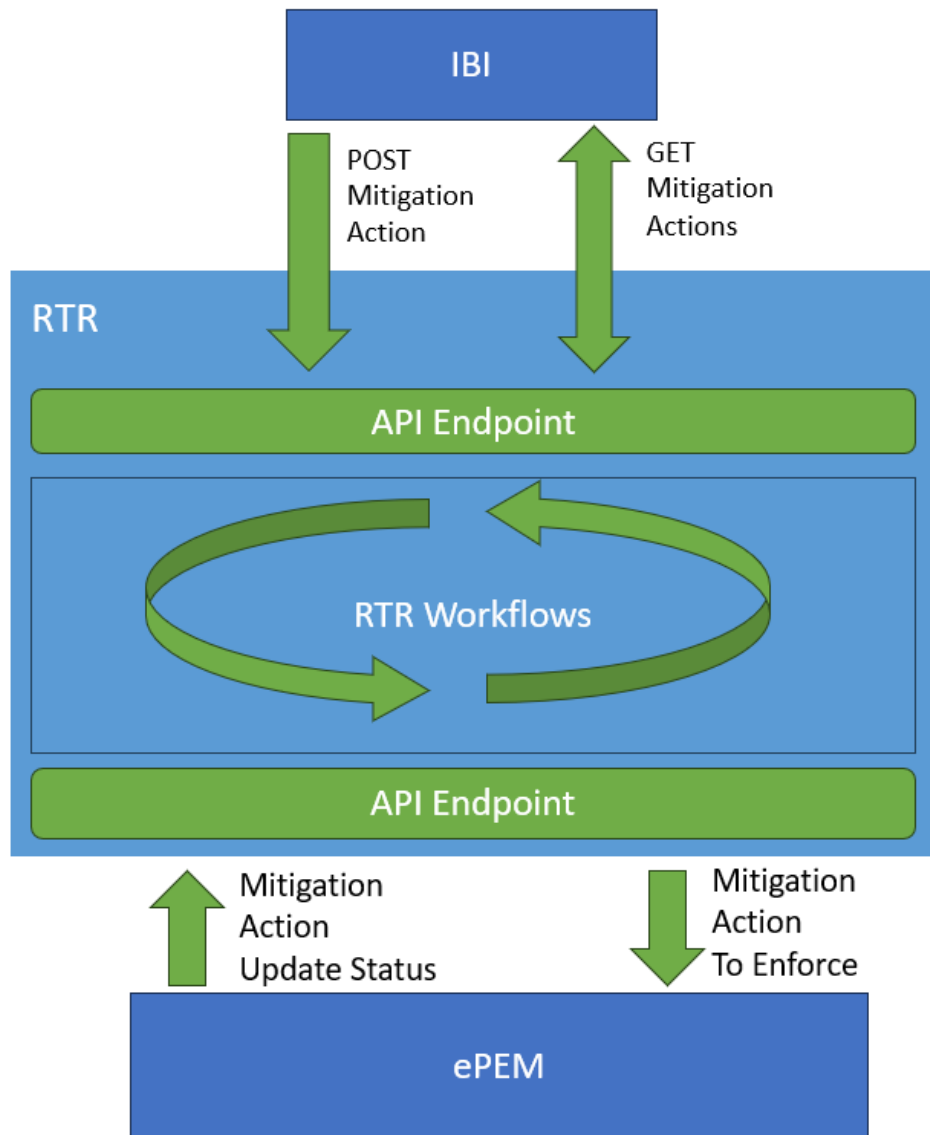 IBI
POST
Mitigation
Action
GET
Mitigation
Actions
RTR
API Endpoint
RTR Workflows
API Endpoint
Mitigation
Action
Update Status
Mitigation
Action
To Enforce
ePEM